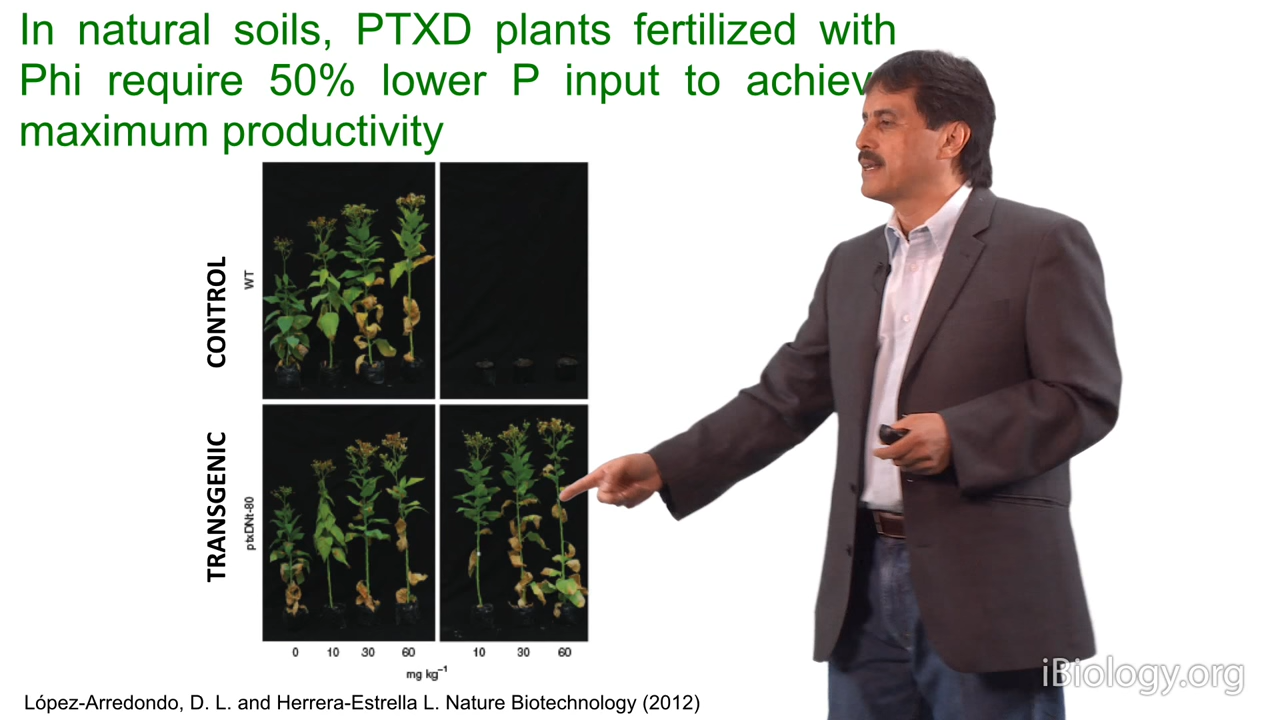 In natural soils, PTXD plants fertilized with
Phi require 50% lower P input to achiev
maximum productivity
CONTROL
WT
TRANSGENIC
ptxDNt-80
0 10 30 60 10 30 60
mg kg⁻¹
López-Arredondo, D. L. and Herrera-Estrella L. Nature Biotechnology (2012)
iBiology.org